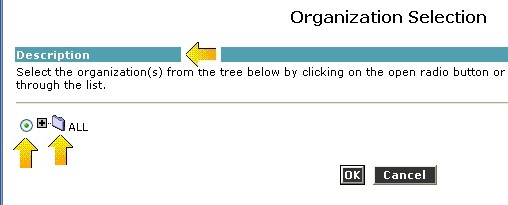 Organization Selection
Description
Select the organization(s) from the tree below by clicking on the open radio button or
through the list.
ALL
OK Cancel